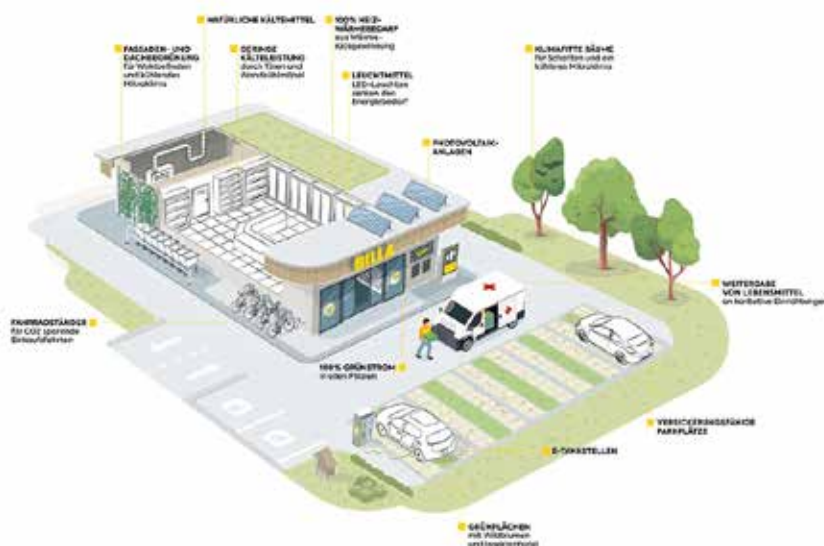 NATÜRLICHE KÄLTEMITTEL
100% HEIZ-
WÄRMEBEDARF
aus Wärme-
rückgewinnung
FASSADEN- UND
DACHBEGRÜNUNG
für Wohlbefinden
und kühlendes
Mikroklima
GERINGE
KÄLTELEISTUNG
durch Türen und
KLIMAFITTE BÄUME
für Schatten und ein
kühleres Mikroklima
LEUCHTMITTEL
LED-Leuchten
senken den
Energiebedarf
PHOTOVOLTAIK-
ANLAGEN
BILLA
WEITERGABE
VON LEBENSMITTEL
an karitative Einrichtungen
FAHRRADSTÄNDER
für CO2 sparende
Einkaufsfahrten
100% GRÜNSTROM
in allen Filialen
VERSICKERUNGSFÄHIGE
PARKPLÄTZE
E-TANKSTELLEN
GRÜNFLÄCHEN
mit Wildblumen
und Insektenhotel